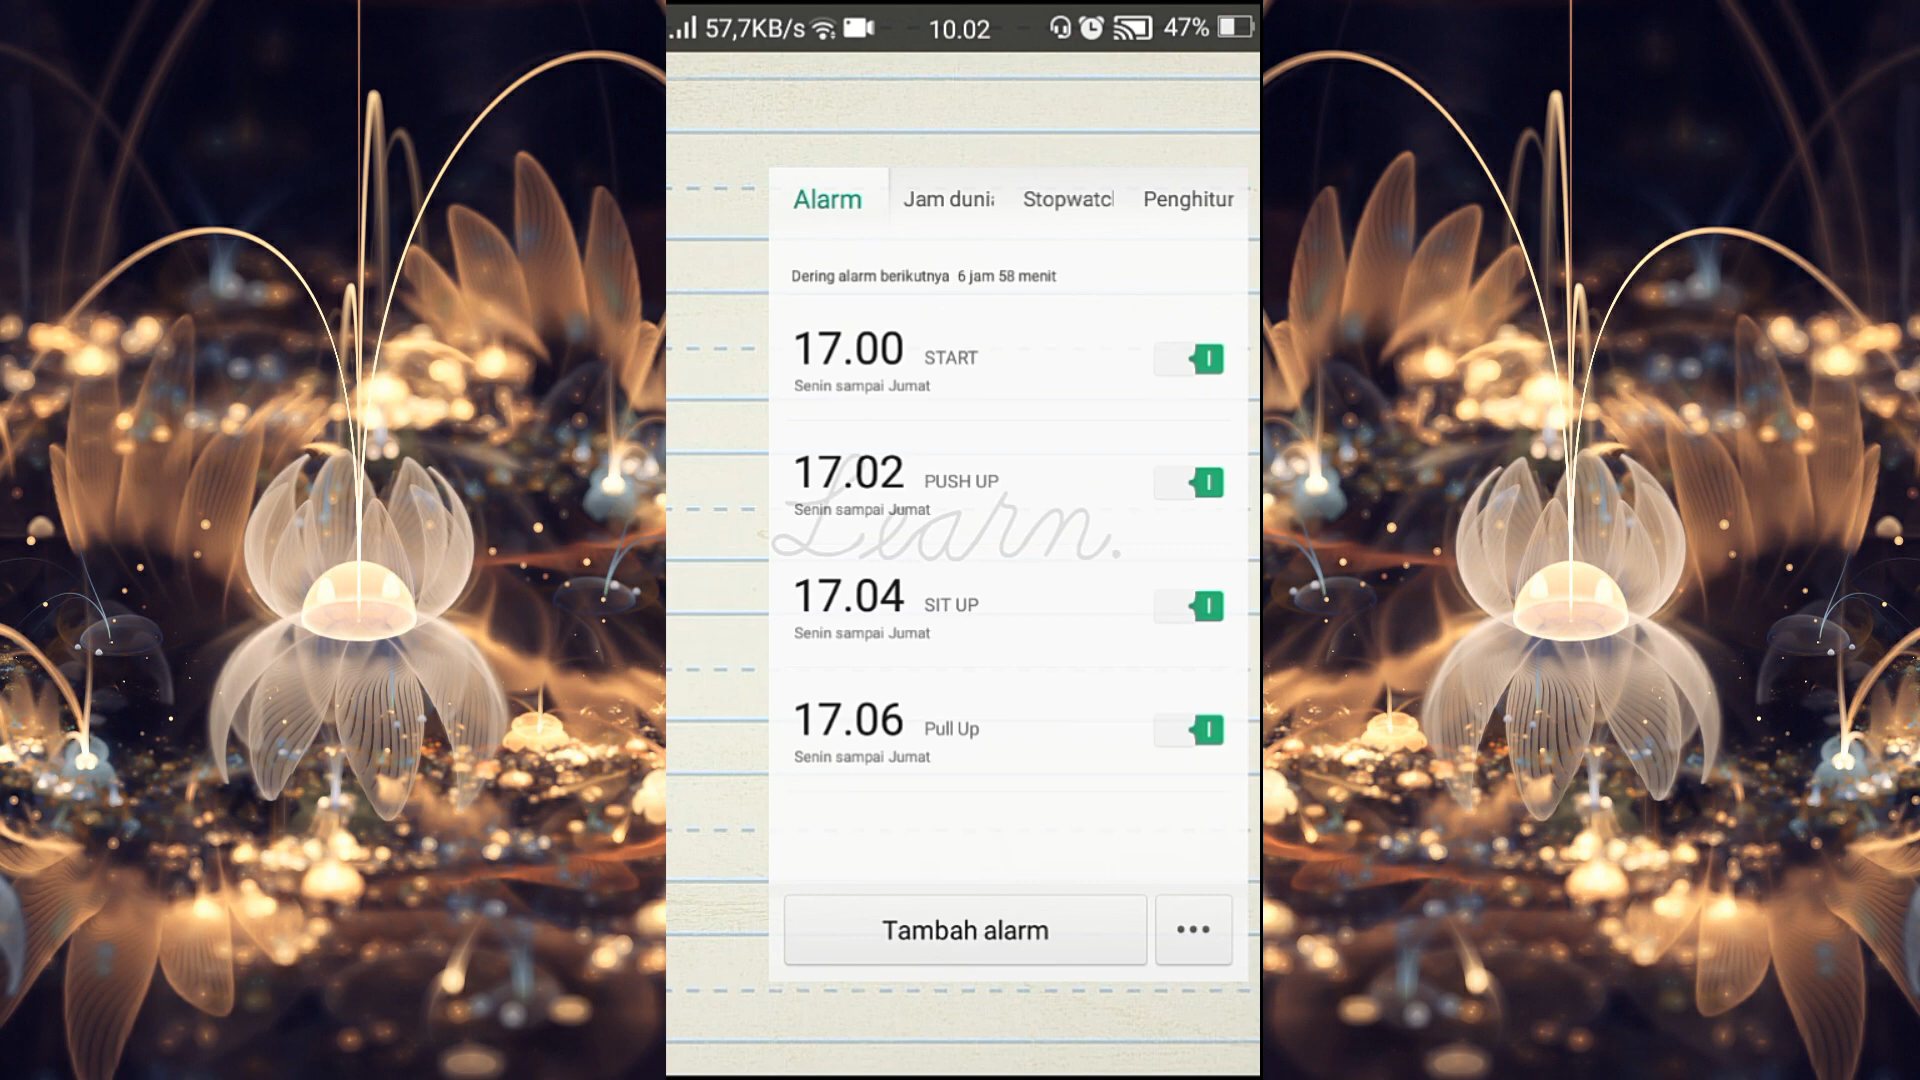 57,7KB/s 10.02 47%
Alarm Jam duni Stopwatc Penghitur
Dering alarm berikutnya 6 jam 58 menit
17.00 START
Senin sampai Jumat
17.02 PUSH UP
Senin sampai Jumat
Learn.
17.04 SIT UP
Senin sampai Jumat
17.06 Pull Up
Senin sampai Jumat
Tambah alarm